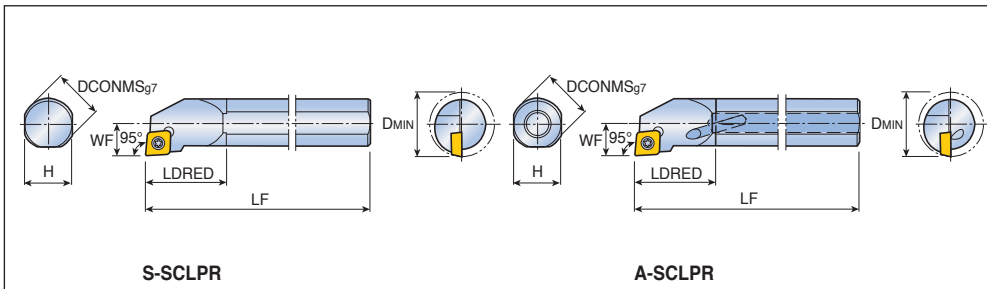 DCONMSg7
WF
95°
H
LDRED
LF
DMIN
S-SCLPR
DCONMSg7
WF
95°
H
LDRED
LF
DMIN
A-SCLPR